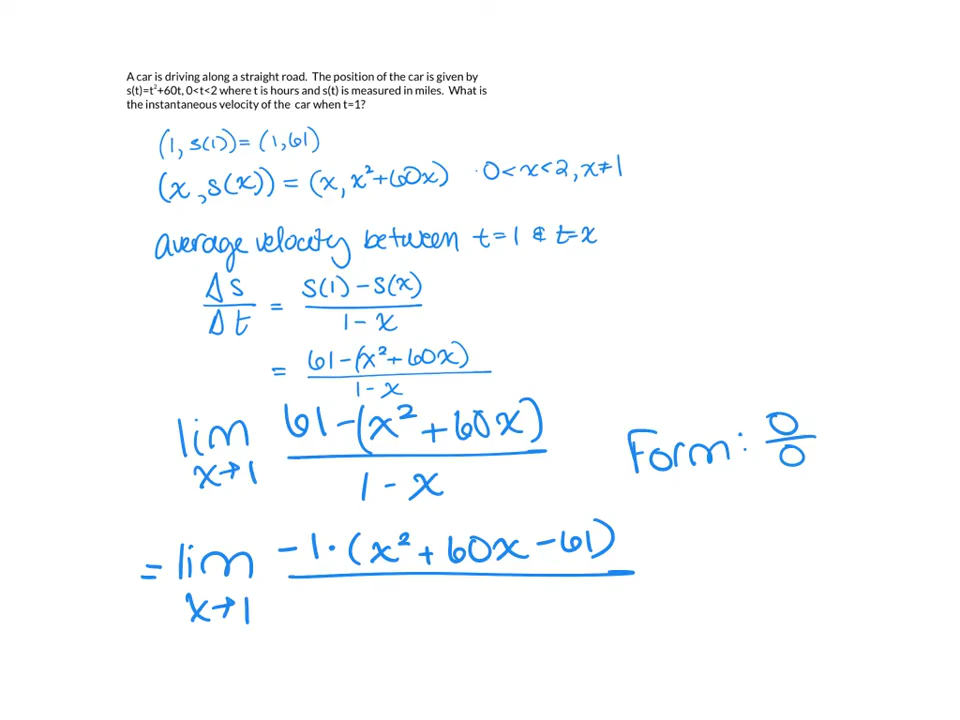 A car is driving along a straight road. The position of the car is given by
s(t)=t²+60t, 0<t<2 where t is hours and s(t) is measured in miles. What is
the instantaneous velocity of the car when t=1?
(1, s(1)) = (1, 61)
(x, s(x)) = (x, x²+60x) 0<x<2, x≠1
average velocity between t=1 & t=x
Δs/Δt = (s(1)-s(x))/(1-x)
= (61-(x²+60x))/(1-x)
lim x→1 (61-(x²+60x))/(1-x) Form: 0/0
= lim x→1 -1·(x²+60x-61)